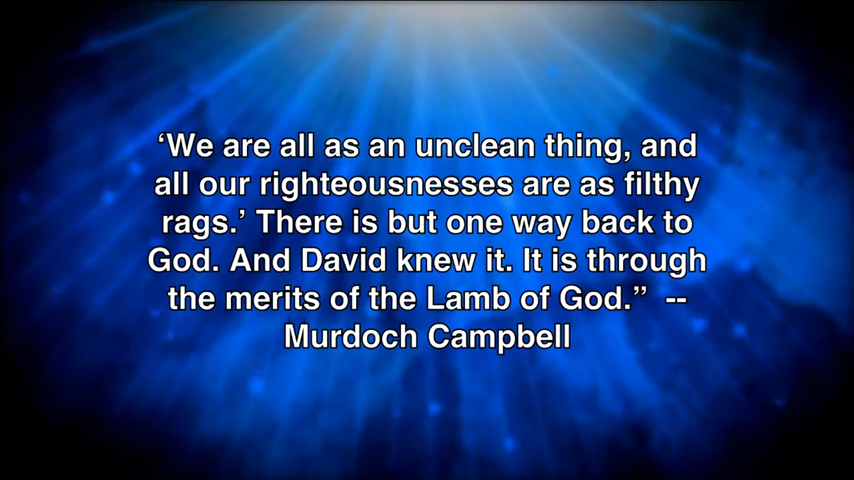 ‘We are all as an unclean thing, and
all our righteousnesses are as filthy
rags.’ There is but one way back to
God. And David knew it. It is through
the merits of the Lamb of God.”  --
Murdoch Campbell